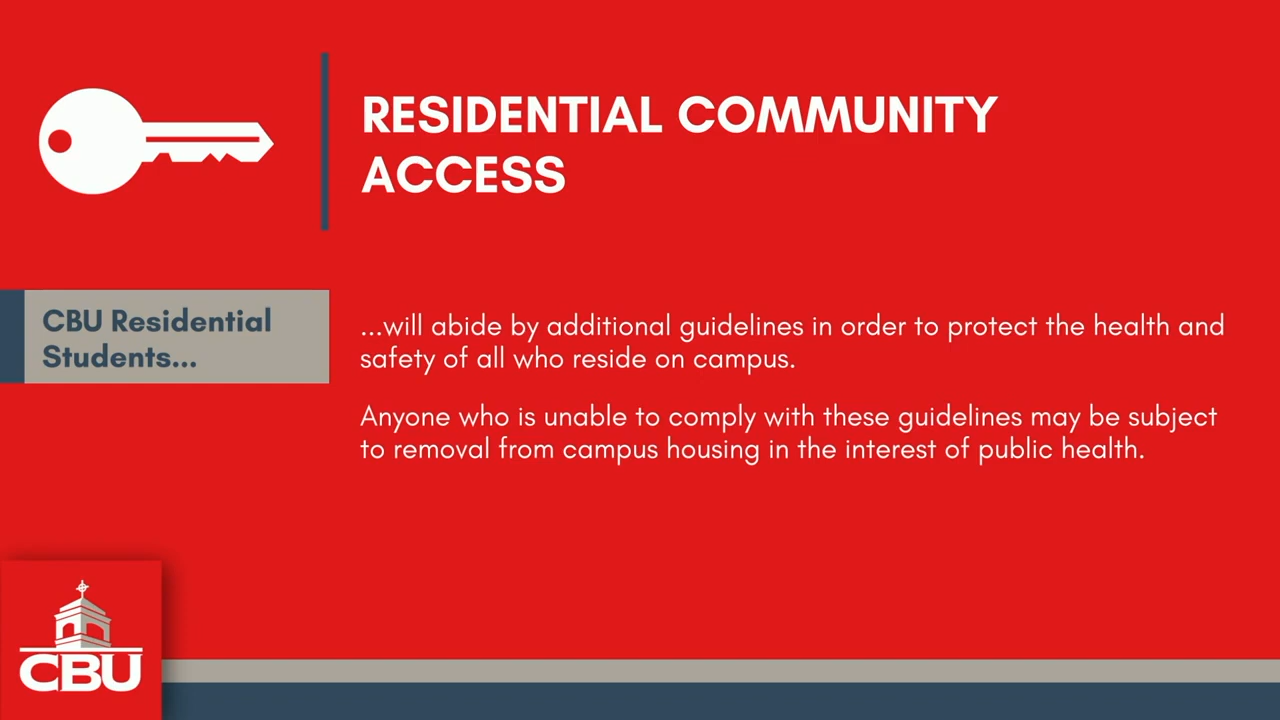 RESIDENTIAL COMMUNITY
ACCESS
CBU Residential
Students...
...will abide by additional guidelines in order to protect the health and
safety of all who reside on campus.
Anyone who is unable to comply with these guidelines may be subject
to removal from campus housing in the interest of public health.
CBU